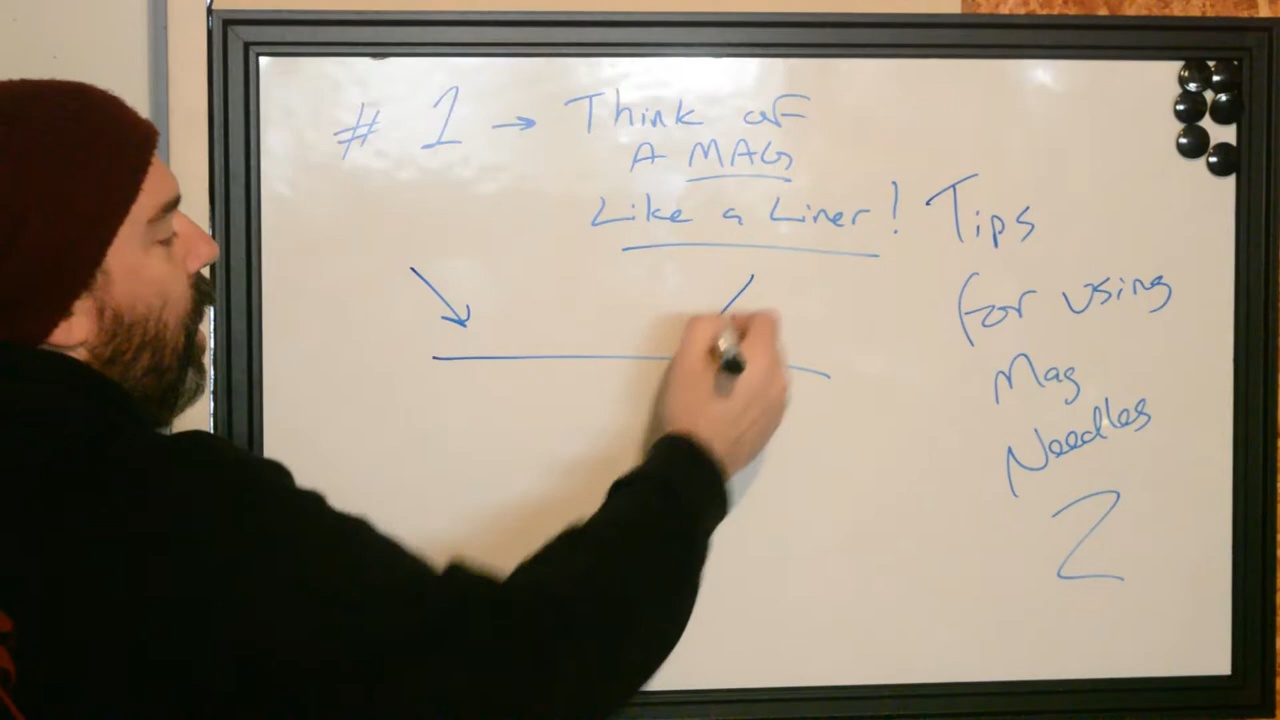 # 1 → Think of
A MAG
Like a Liner!
Tips
for using
Mag
Needles
2